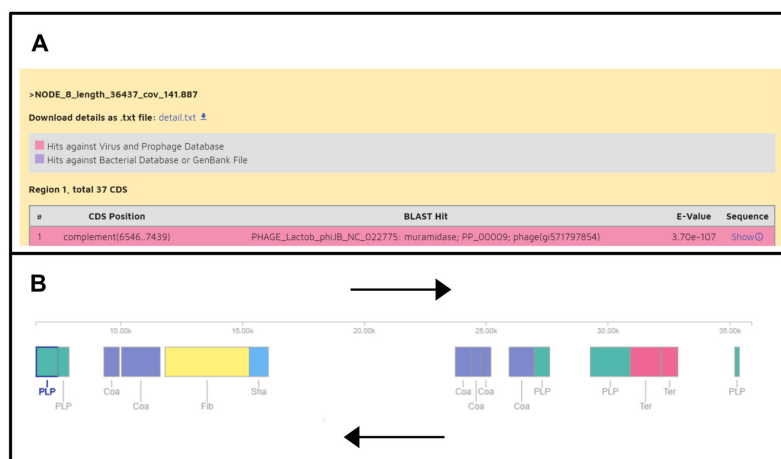 A
>NODE_8_length_36437_cov_141.887
Download details as .txt file: detail.txt
Hits against Virus and Prophage Database
Hits against Bacterial Database or GenBank File
Region 1, total 37 CDS
# CDS Position BLAST Hit E-Value Sequence
1 complement(6546..7439) PHAGE_Lactob_phiJB_NC_022775: muramidase; PP_00009; phage(gi571797854) 3.70e-107 Show
B
10.00k 15.00k 20.00k 25.00k 30.00k 35.00k
PLP Coa Fib Sha Coa Coa PLP PLP Ter PLP
PLP Coa Coa Coa Ter